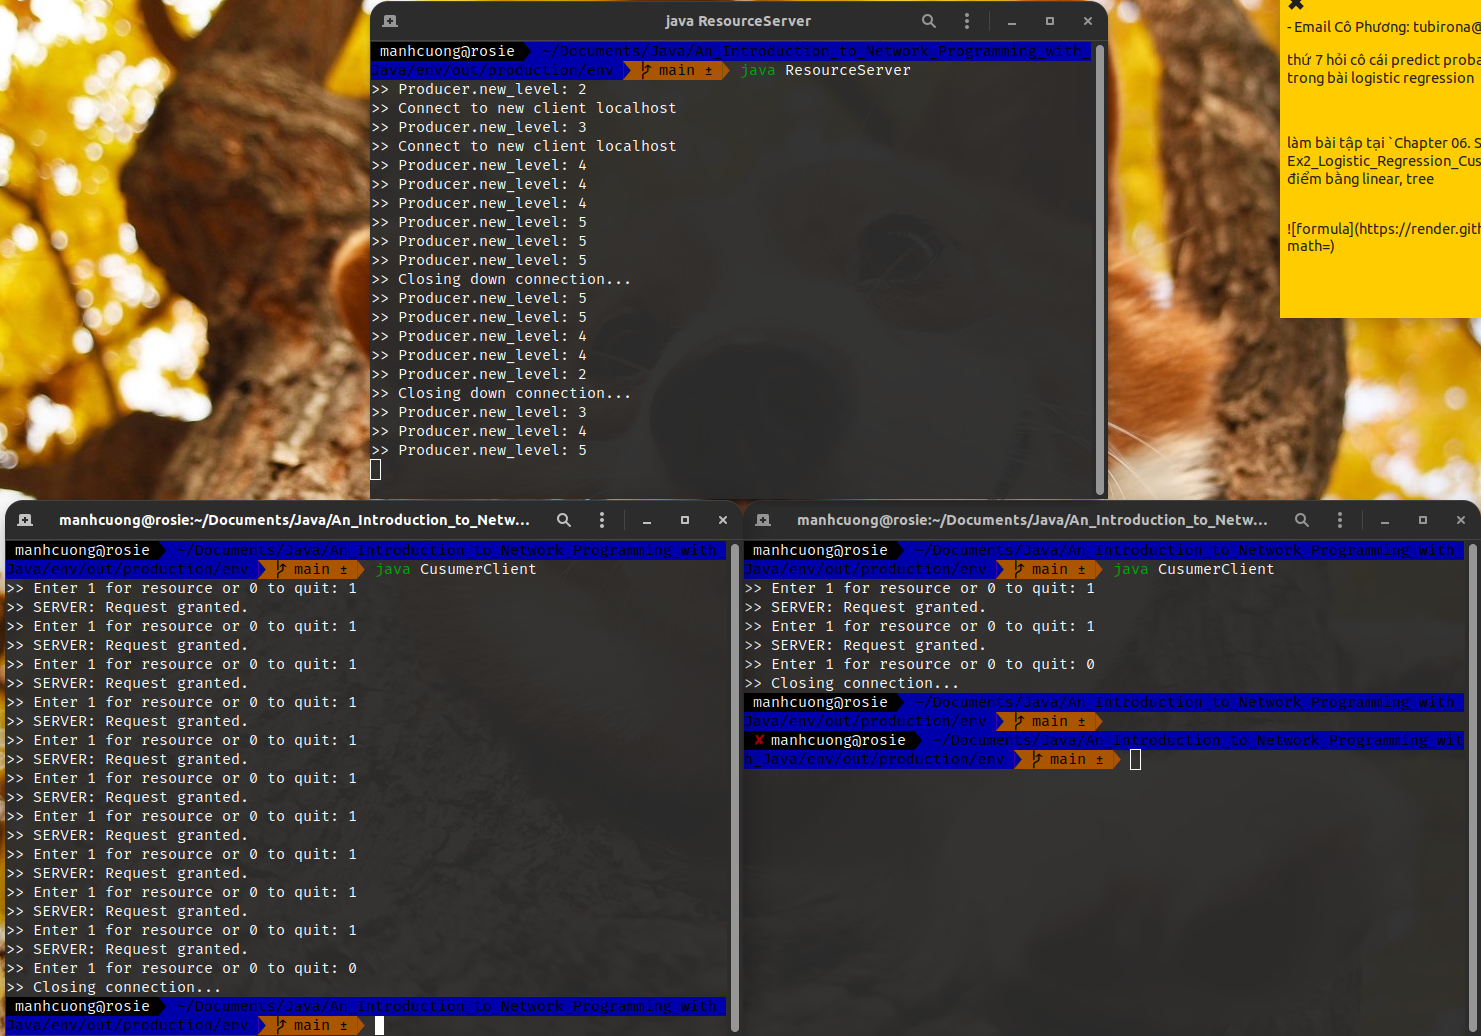 java ResourceServer
manhcuong@rosie ~/Documents/Java/An_Introduction_to_Network_Programming_with_
Java/env/out/production/env main ± java ResourceServer
>> Producer.new_level: 2
>> Connect to new client localhost
>> Producer.new_level: 3
>> Connect to new client localhost
>> Producer.new_level: 4
>> Producer.new_level: 4
>> Producer.new_level: 4
>> Producer.new_level: 5
>> Producer.new_level: 5
>> Producer.new_level: 5
>> Closing down connection...
>> Producer.new_level: 5
>> Producer.new_level: 5
>> Producer.new_level: 4
>> Producer.new_level: 4
>> Producer.new_level: 2
>> Closing down connection...
>> Producer.new_level: 3
>> Producer.new_level: 4
>> Producer.new_level: 5
- Email Cô Phương: tubirona@
thứ 7 hỏi cô cái predict proba
trong bài logistic regression
làm bài tập tại `Chapter 06. S
Ex2_Logistic_Regression_Cus
điểm bằng linear, tree
![formula](https://render.gith
math=)
manhcuong@rosie:~/Documents/Java/An_Introduction_to_Netw...
manhcuong@rosie ~/Documents/Java/An_Introduction_to_Network_Programming_with_
Java/env/out/production/env main ± java CusumerClient
>> Enter 1 for resource or 0 to quit: 1
>> SERVER: Request granted.
>> Enter 1 for resource or 0 to quit: 1
>> SERVER: Request granted.
>> Enter 1 for resource or 0 to quit: 1
>> SERVER: Request granted.
>> Enter 1 for resource or 0 to quit: 1
>> SERVER: Request granted.
>> Enter 1 for resource or 0 to quit: 1
>> SERVER: Request granted.
>> Enter 1 for resource or 0 to quit: 1
>> SERVER: Request granted.
>> Enter 1 for resource or 0 to quit: 1
>> SERVER: Request granted.
>> Enter 1 for resource or 0 to quit: 1
>> SERVER: Request granted.
>> Enter 1 for resource or 0 to quit: 1
>> SERVER: Request granted.
>> Enter 1 for resource or 0 to quit: 1
>> SERVER: Request granted.
>> Enter 1 for resource or 0 to quit: 0
>> Closing connection...
manhcuong@rosie ~/Documents/Java/An_Introduction_to_Network_Programming_with_
Java/env/out/production/env main ±
manhcuong@rosie:~/Documents/Java/An_Introduction_to_Netw...
manhcuong@rosie ~/Documents/Java/An_Introduction_to_Network_Programming_with_
Java/env/out/production/env main ± java CusumerClient
>> Enter 1 for resource or 0 to quit: 1
>> SERVER: Request granted.
>> Enter 1 for resource or 0 to quit: 1
>> SERVER: Request granted.
>> Enter 1 for resource or 0 to quit: 0
>> Closing connection...
manhcuong@rosie ~/Documents/Java/An_Introduction_to_Network_Programming_with_
Java/env/out/production/env main ±
✘ manhcuong@rosie ~/Documents/Java/An_Introduction_to_Network_Programming_wit
h_Java/env/out/production/env main ±